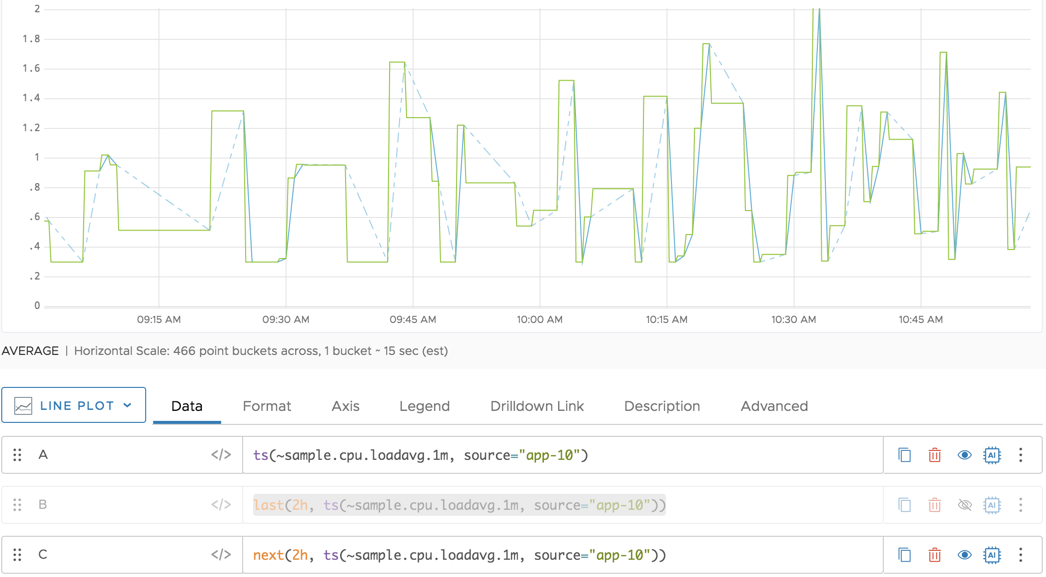 2
1.8
1.6
1.4
1.2
1
.8
.6
.4
.2
0
09:15 AM 09:30 AM 09:45 AM 10:00 AM 10:15 AM 10:30 AM 10:45 AM
AVERAGE | Horizontal Scale: 466 point buckets across, 1 bucket ~ 15 sec (est)
LINE PLOT Data Format Axis Legend Drilldown Link Description Advanced
A </> ts(~sample.cpu.loadavg.1m, source="app-10") AI
B </> last(2h, ts(~sample.cpu.loadavg.1m, source="app-10")) AI
C </> next(2h, ts(~sample.cpu.loadavg.1m, source="app-10")) AI